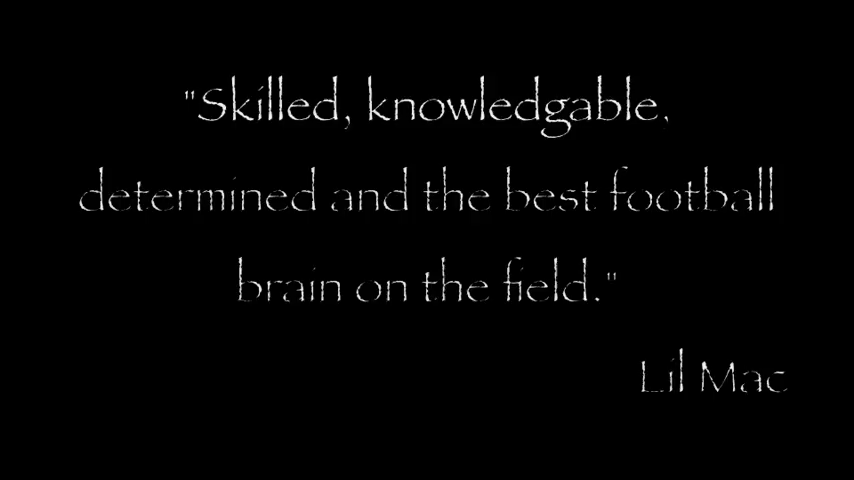 "Skilled, knowledgable,
determined and the best football
brain on the field."
Lil Mac